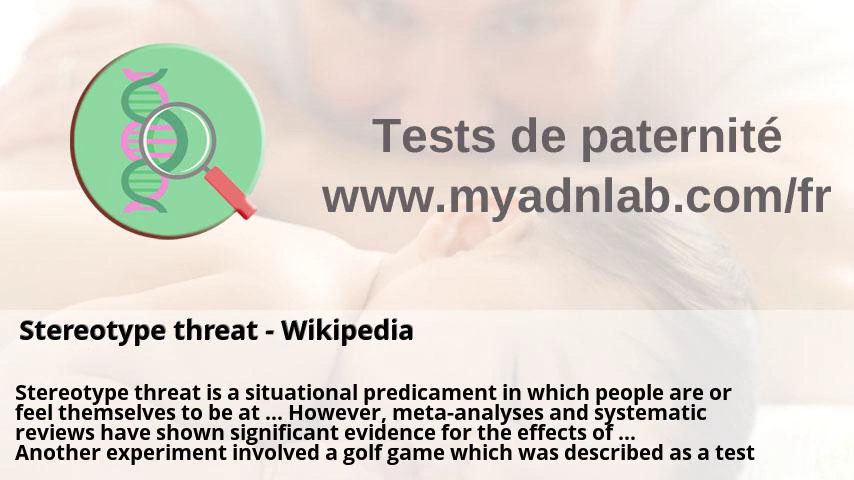 Tests de paternité
www.myadnlab.com/fr
Stereotype threat - Wikipedia
Stereotype threat is a situational predicament in which people are or
feel themselves to be at ... However, meta-analyses and systematic
reviews have shown significant evidence for the effects of ...
Another experiment involved a golf game which was described as a test